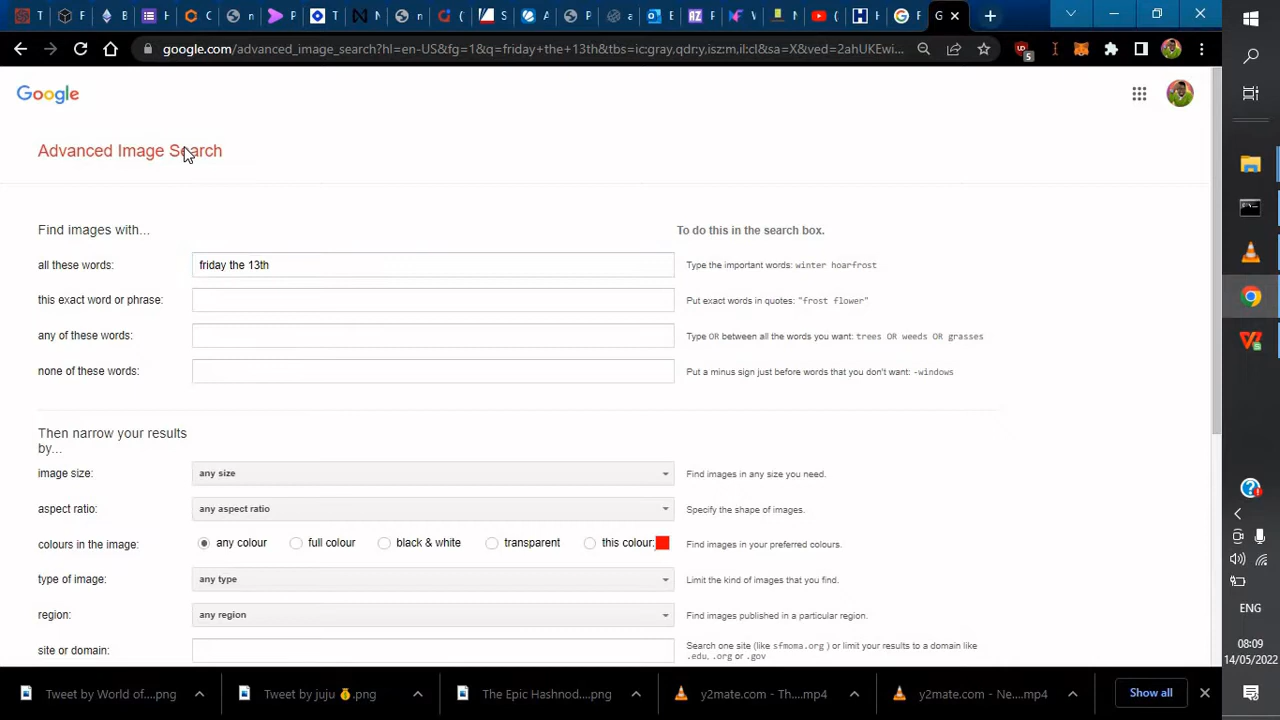 google.com/advanced_image_search?hl=en-US&fg=1&q=friday+the+13th&tbs=ic:gray,qdr:y,isz:m,il:cl&sa=X&ved=2ahUKEwi...
5
Google
Advanced Image Search
Find images with...
To do this in the search box.
all these words:
friday the 13th
Type the important words: winter hoarfrost
this exact word or phrase:
Put exact words in quotes: "frost flower"
any of these words:
Type OR between all the words you want: trees OR weeds OR grasses
none of these words:
Put a minus sign just before words that you don't want: -windows
Then narrow your results
by...
image size:
any size
Find images in any size you need.
aspect ratio:
any aspect ratio
Specify the shape of images.
colours in the image:
any colour
full colour
black & white
transparent
this colour:
Find images in your preferred colours.
type of image:
any type
Limit the kind of images that you find.
region:
any region
Find images published in a particular region.
site or domain:
Search one site (like sfmoma.org ) or limit your results to a domain like
.edu, .org or .gov
ENG
08:09
14/05/2022
Tweet by World of....png
Tweet by juju 💰.png
The Epic Hashnod....png
y2mate.com - Th....mp4
y2mate.com - Ne....mp4
Show all